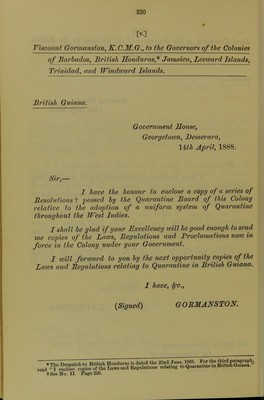 230
[v.]
Viscount Gormanston, K.C.M.G., to the Governors of the Colonies
of Barbados, British Honduras,* Jamaica, Leeward Islands,
Trinidad, and Windward Islands.
British Guiana.
Government House,
Georgetown, Demerara,
14th April, 1888.
Sir,—
I have the honour to enclose a copy of a series of
Resolutions † passed by the Quarantine Board of this Colony
relative to the adoption of a uniform system of Quarantine
throughout the West Indies.
I shall be glad if your Excellency will be good enough to send
me copies of the Laws, Regulations and Proclamations now in
force in the Colony under your Government.
I will forward to you by the next opportunity copies of the
Laws and Regulations relating to Quarantine in British Guiana.
I have, &c.,
(Signed) GORMANSTON.
* The Despatch to British Honduras is dated the 22nd June, 1888. For the third paragraph,
read "I enclose copies of the Laws and Regulations relating to Quarantine in British Guiana."
† See No. II. Page 220.